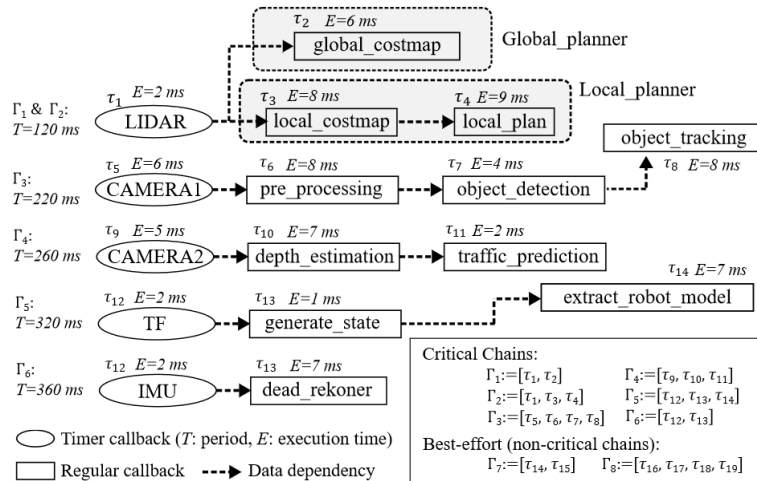 τ₂ E=6 ms
global_costmap
Global_planner
Γ₁ & Γ₂:
T=120 ms
τ₁ E=2 ms
LIDAR
τ₃ E=8 ms
local_costmap
τ₄ E=9 ms
local_plan
Local_planner
object_tracking
τ₈ E=8 ms
Γ₃:
T=220 ms
τ₅ E=6 ms
CAMERA1
τ₆ E=8 ms
pre_processing
τ₇ E=4 ms
object_detection
Γ₄:
T=260 ms
τ₉ E=5 ms
CAMERA2
τ₁₀ E=7 ms
depth_estimation
τ₁₁ E=2 ms
traffic_prediction
Γ₅:
T=320 ms
τ₁₂ E=2 ms
TF
τ₁₃ E=1 ms
generate_state
τ₁₄ E=7 ms
extract_robot_model
Γ₆:
T=360 ms
τ₁₂ E=2 ms
IMU
τ₁₃ E=7 ms
dead_rekoner
Timer callback (T: period, E: execution time)
Regular callback
Data dependency
Critical Chains:
Γ₁:=[τ₁, τ₂] Γ₄:=[τ₉, τ₁₀, τ₁₁]
Γ₂:=[τ₁, τ₃, τ₄] Γ₅:=[τ₁₂, τ₁₃, τ₁₄]
Γ₃:=[τ₅, τ₆, τ₇, τ₈] Γ₆:=[τ₁₂, τ₁₃]
Best-effort (non-critical chains):
Γ₇:=[τ₁₄, τ₁₅] Γ₈:=[τ₁₆, τ₁₇, τ₁₈, τ₁₉]